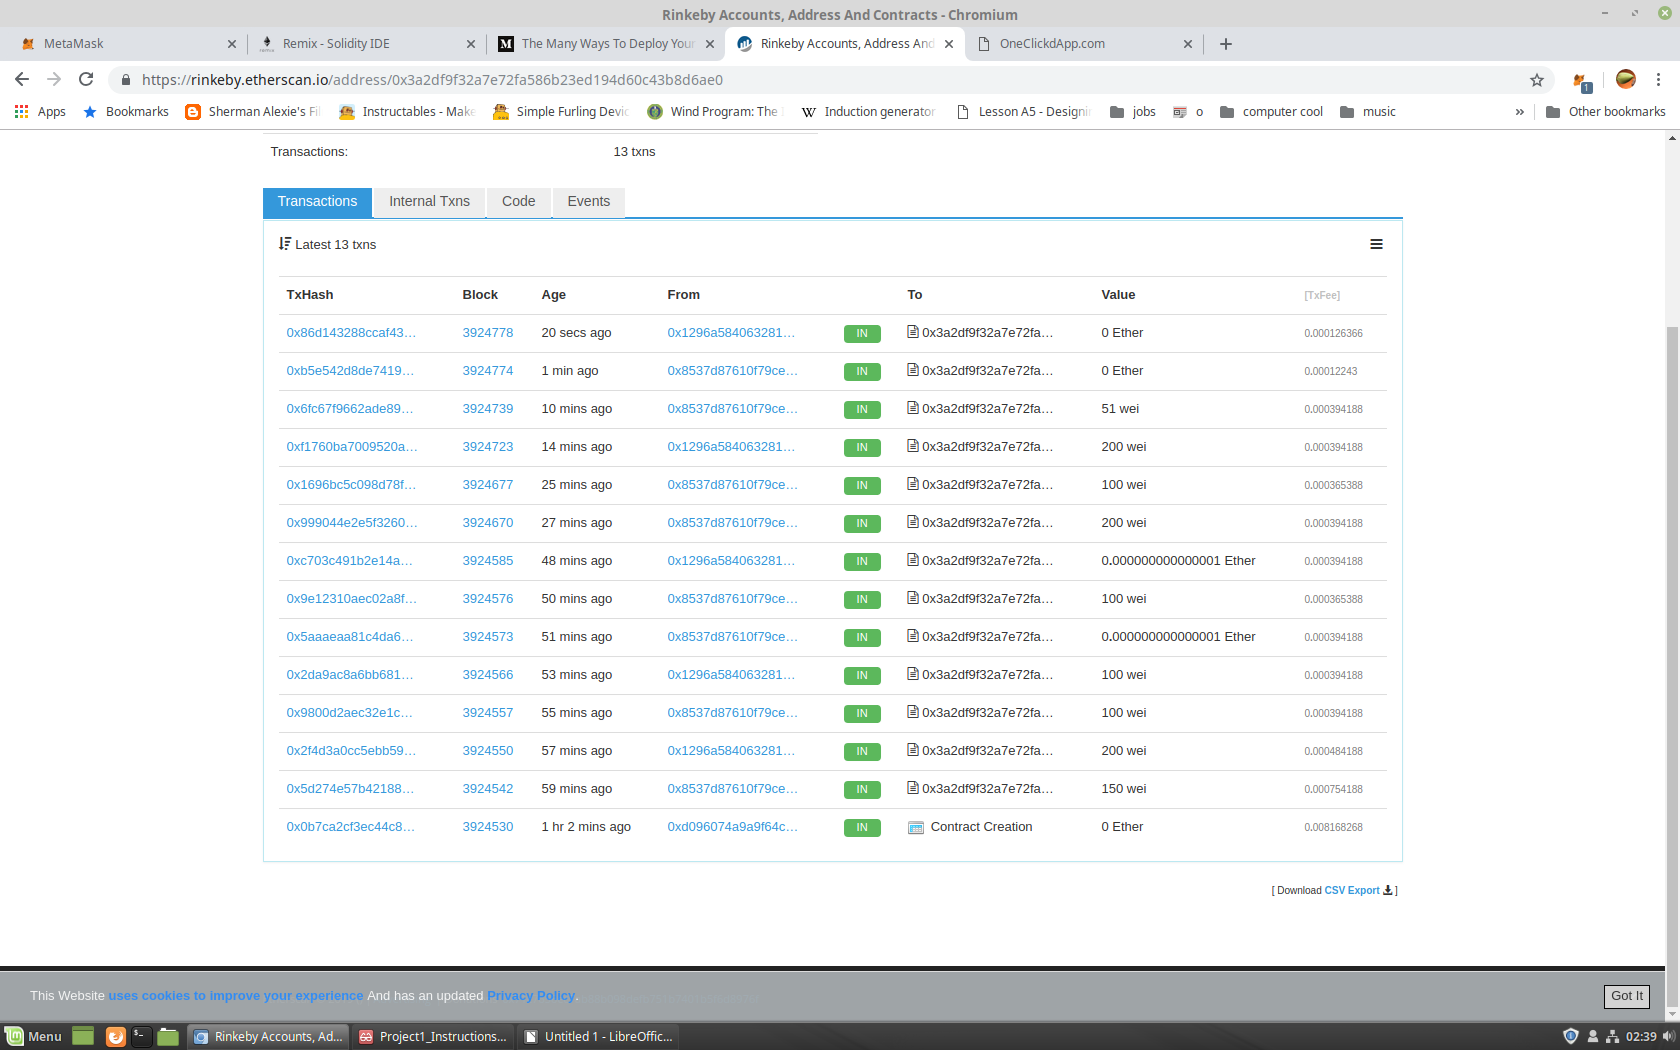 Rinkeby Accounts, Address And Contracts - Chromium
MetaMask
Remix - Solidity IDE
The Many Ways To Deploy Your
Rinkeby Accounts, Address And
OneClickdApp.com
https://rinkeby.etherscan.io/address/0x3a2df9f32a7e72fa586b23ed194d60c43b8d6ae0
1
Apps Bookmarks Sherman Alexie's Fil Instructables - Make Simple Furling Devic Wind Program: The Induction generator Lesson A5 - Designin jobs o computer cool music » Other bookmarks
Transactions: 13 txns
Transactions Internal Txns Code Events
Latest 13 txns
TxHash Block Age From To Value [TxFee]
0x86d143288ccaf43... 3924778 20 secs ago 0x1296a584063281... IN 0x3a2df9f32a7e72fa... 0 Ether 0.000126366
0xb5e542d8de7419... 3924774 1 min ago 0x8537d87610f79ce... IN 0x3a2df9f32a7e72fa... 0 Ether 0.00012243
0x6fc67f9662ade89... 3924739 10 mins ago 0x8537d87610f79ce... IN 0x3a2df9f32a7e72fa... 51 wei 0.000394188
0xf1760ba7009520a... 3924723 14 mins ago 0x1296a584063281... IN 0x3a2df9f32a7e72fa... 200 wei 0.000394188
0x1696bc5c098d78f... 3924677 25 mins ago 0x8537d87610f79ce... IN 0x3a2df9f32a7e72fa... 100 wei 0.000365388
0x999044e2e5f3260... 3924670 27 mins ago 0x8537d87610f79ce... IN 0x3a2df9f32a7e72fa... 200 wei 0.000394188
0xc703c491b2e14a... 3924585 48 mins ago 0x1296a584063281... IN 0x3a2df9f32a7e72fa... 0.000000000000001 Ether 0.000394188
0x9e12310aec02a8f... 3924576 50 mins ago 0x8537d87610f79ce... IN 0x3a2df9f32a7e72fa... 100 wei 0.000365388
0x5aaaeaa81c4da6... 3924573 51 mins ago 0x8537d87610f79ce... IN 0x3a2df9f32a7e72fa... 0.000000000000001 Ether 0.000394188
0x2da9ac8a6bb681... 3924566 53 mins ago 0x1296a584063281... IN 0x3a2df9f32a7e72fa... 100 wei 0.000394188
0x9800d2aec32e1c... 3924557 55 mins ago 0x8537d87610f79ce... IN 0x3a2df9f32a7e72fa... 100 wei 0.000394188
0x2f4d3a0cc5ebb59... 3924550 57 mins ago 0x1296a584063281... IN 0x3a2df9f32a7e72fa... 200 wei 0.000484188
0x5d274e57b42188... 3924542 59 mins ago 0x8537d87610f79ce... IN 0x3a2df9f32a7e72fa... 150 wei 0.000754188
0x0b7ca2cf3ec44c8... 3924530 1 hr 2 mins ago 0xd096074a9a9f64c... IN Contract Creation 0 Ether 0.008168268
[ Download CSV Export ]
This Website uses cookies to improve your experience And has an updated Privacy Policy.
Got It
Menu Rinkeby Accounts, Ad... Project1_Instructions... Untitled 1 - LibreOffic... 02:39